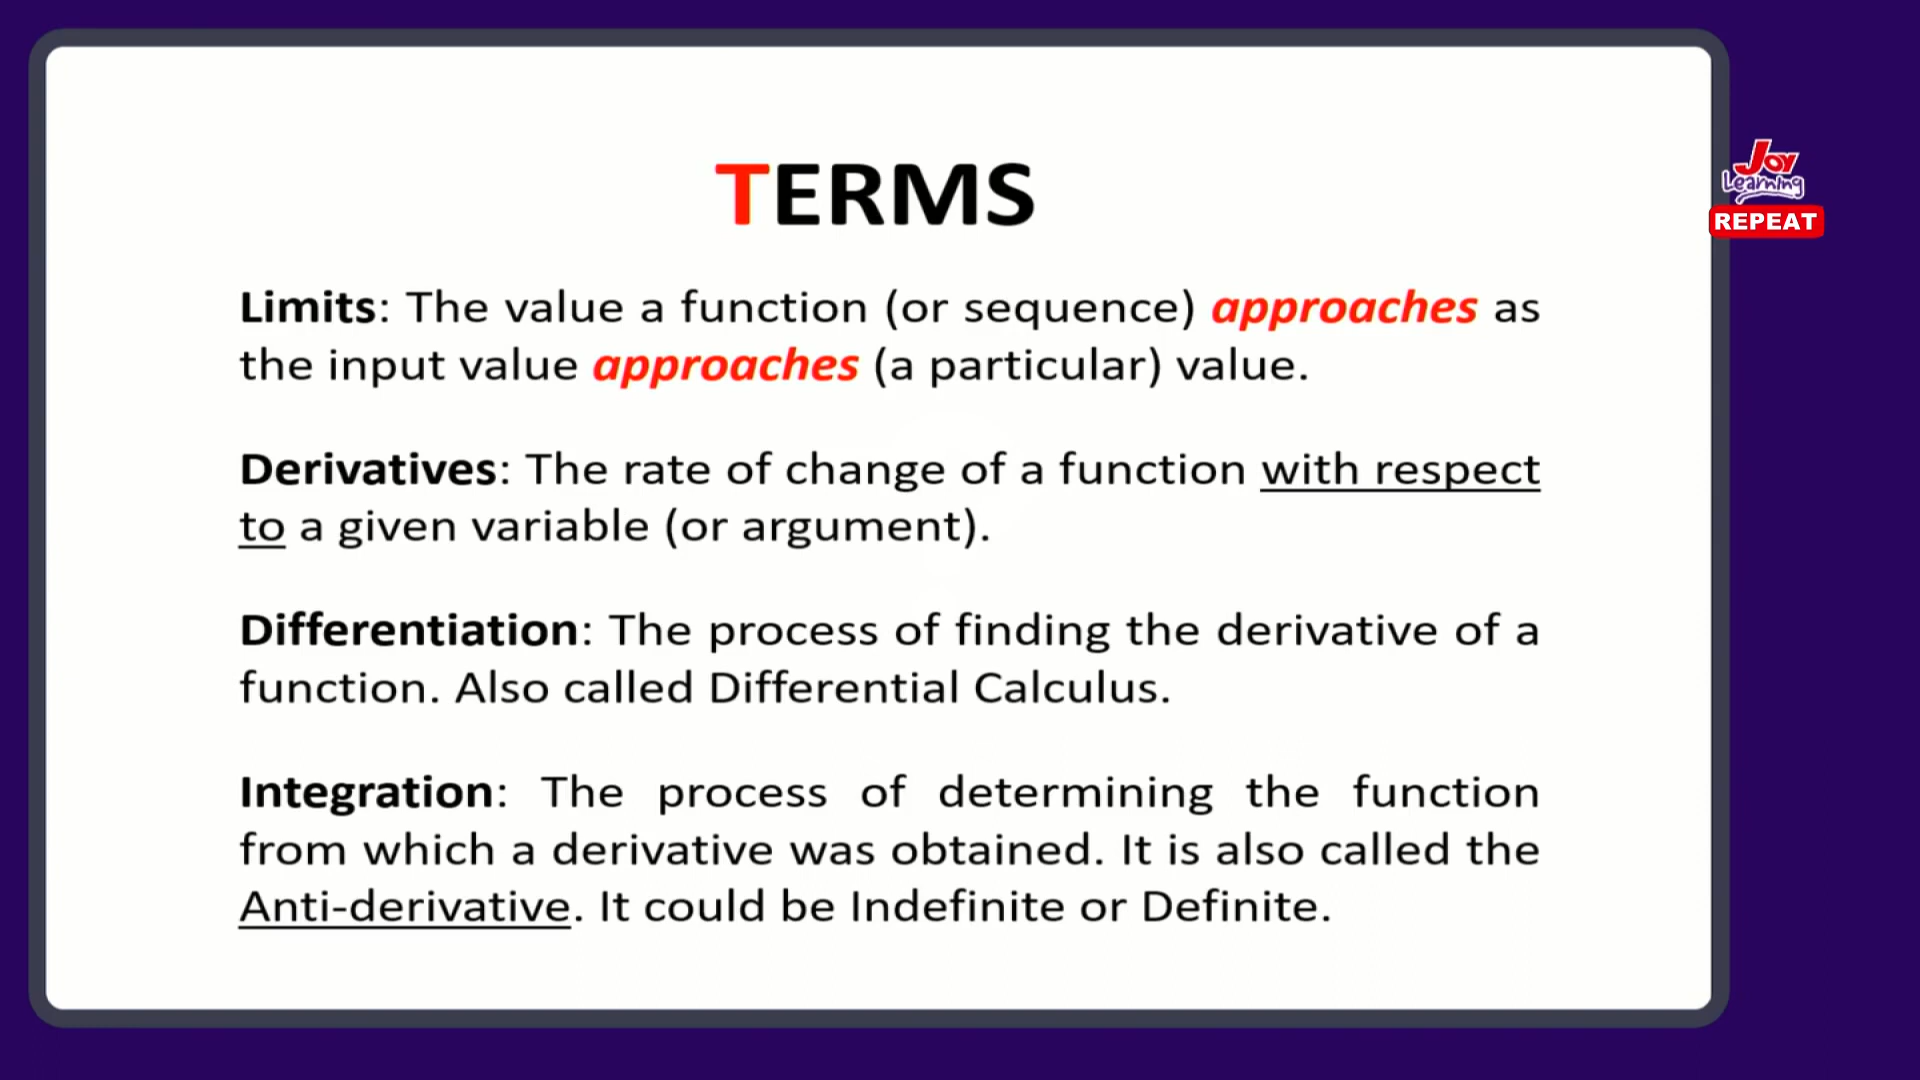 TERMS
Joy
Learning
REPEAT
Limits: The value a function (or sequence) approaches as
the input value approaches (a particular) value.
Derivatives: The rate of change of a function with respect
to a given variable (or argument).
Differentiation: The process of finding the derivative of a
function. Also called Differential Calculus.
Integration: The process of determining the function
from which a derivative was obtained. It is also called the
Anti-derivative. It could be Indefinite or Definite.